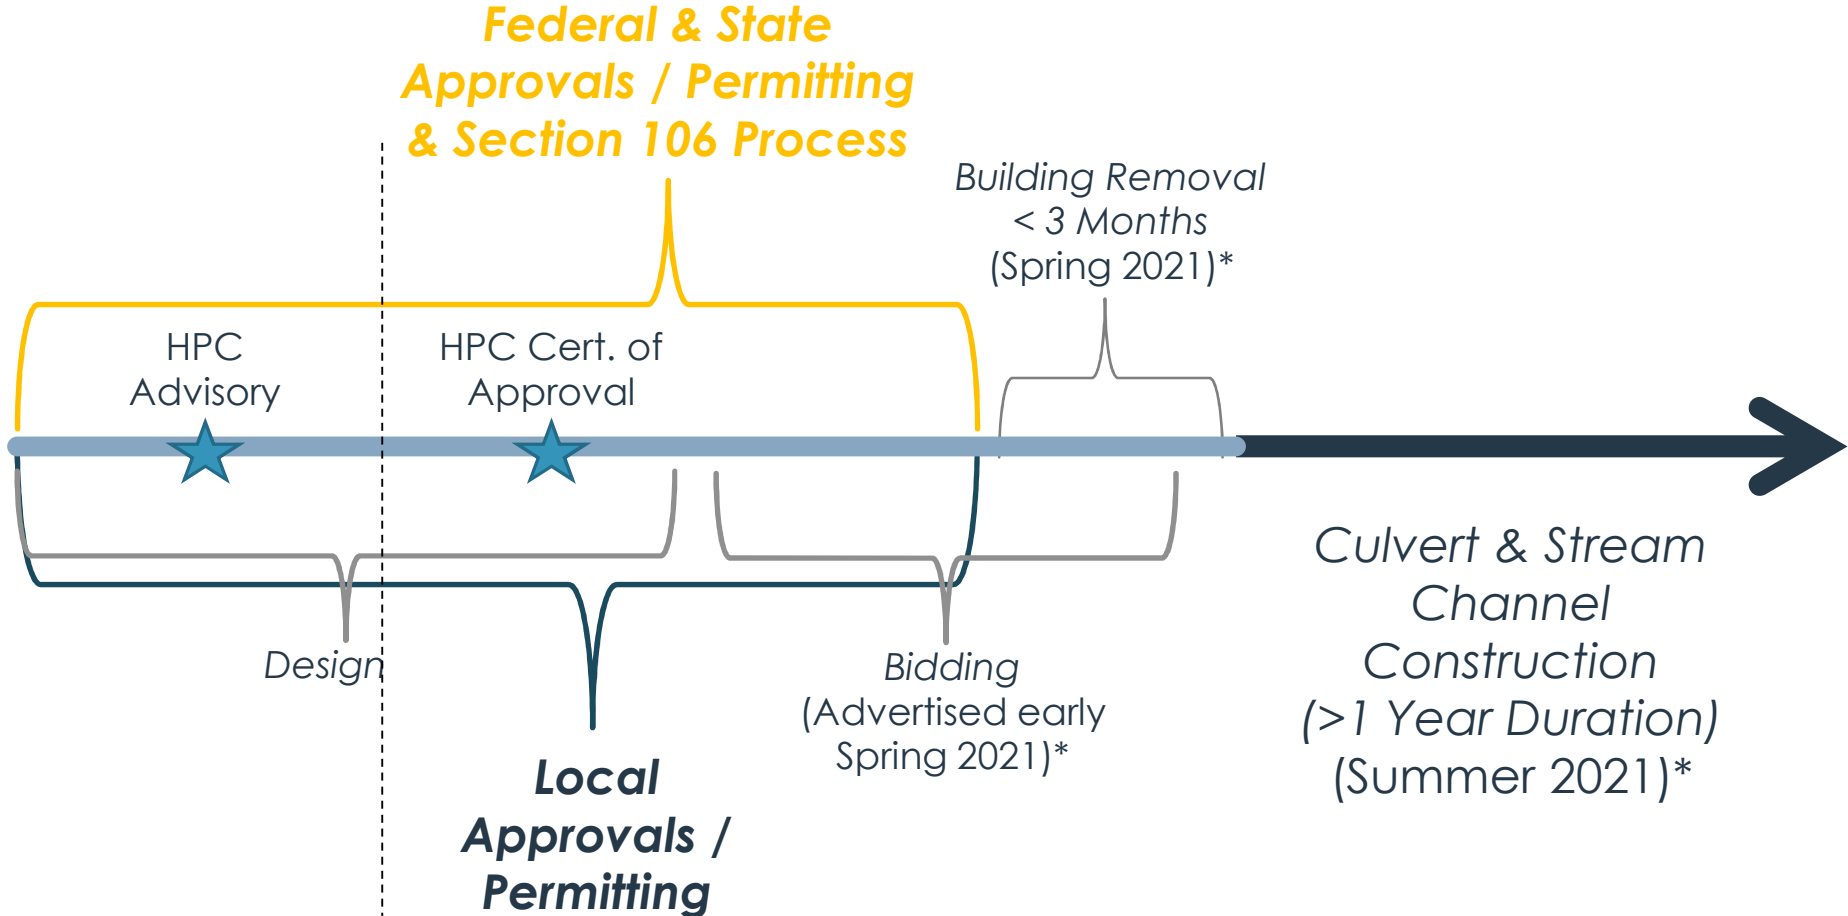 Federal & State
Approvals / Permitting
& Section 106 Process
Building Removal
< 3 Months
(Spring 2021)*
HPC
Advisory
HPC Cert. of
Approval
Design
Bidding
(Advertised early
Spring 2021)*
Local
Approvals /
Permitting
Culvert & Stream
Channel
Construction
(>1 Year Duration)
(Summer 2021)*